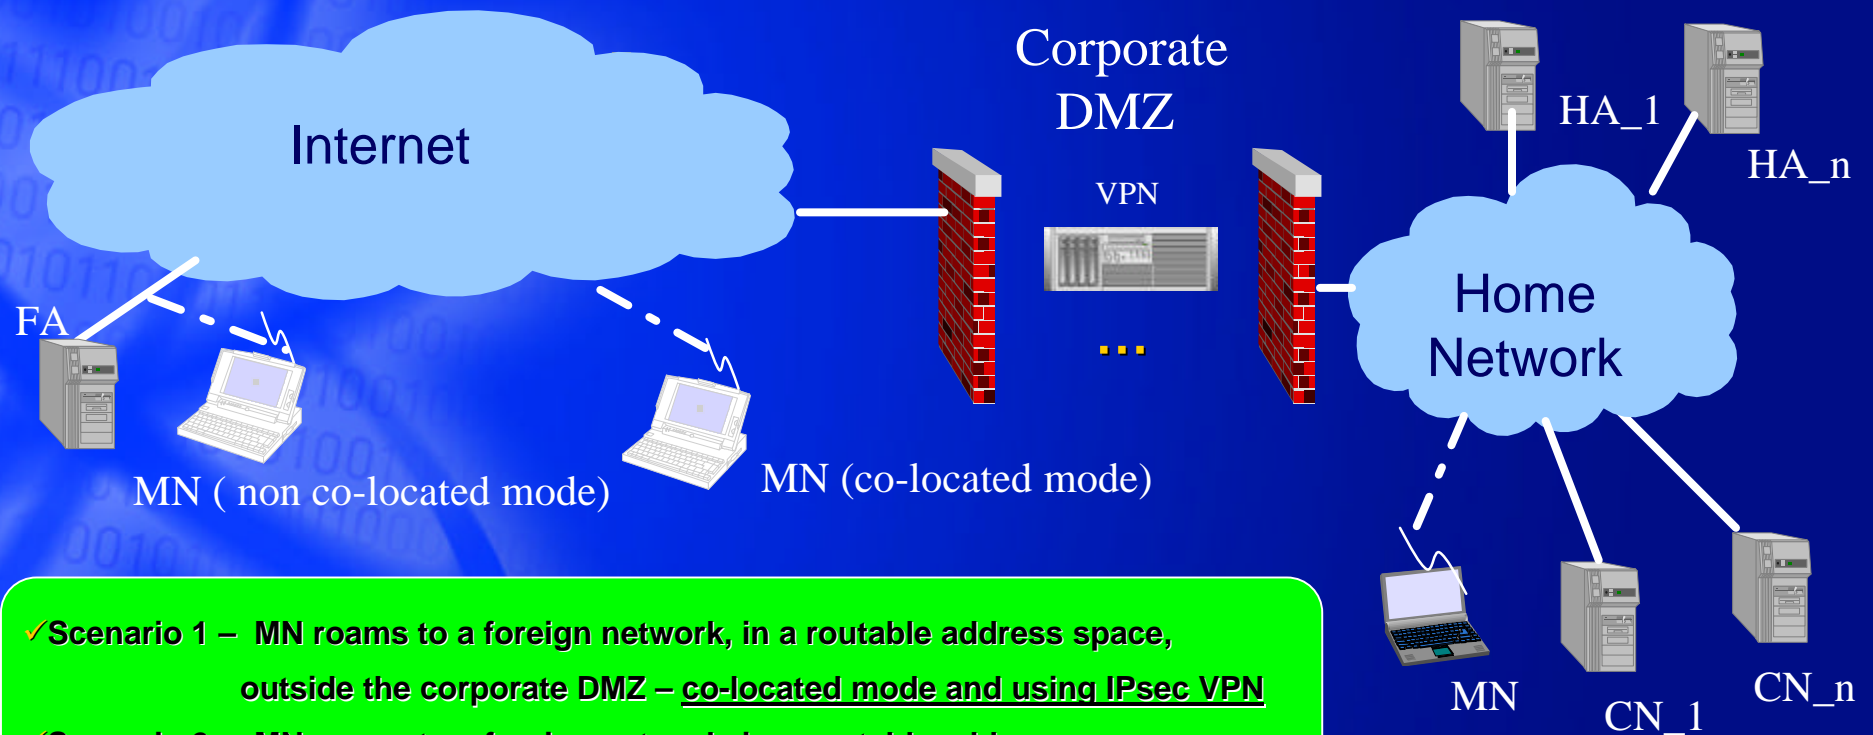 Corporate
DMZ
Internet
VPN
HA_1
HA_n
FA
...
Home
Network
MN ( non co-located mode)
MN (co-located mode)
✓Scenario 1 – MN roams to a foreign network, in a routable address space,
outside the corporate DMZ – co-located mode and using IPsec VPN
MN
CN_1
CN_n